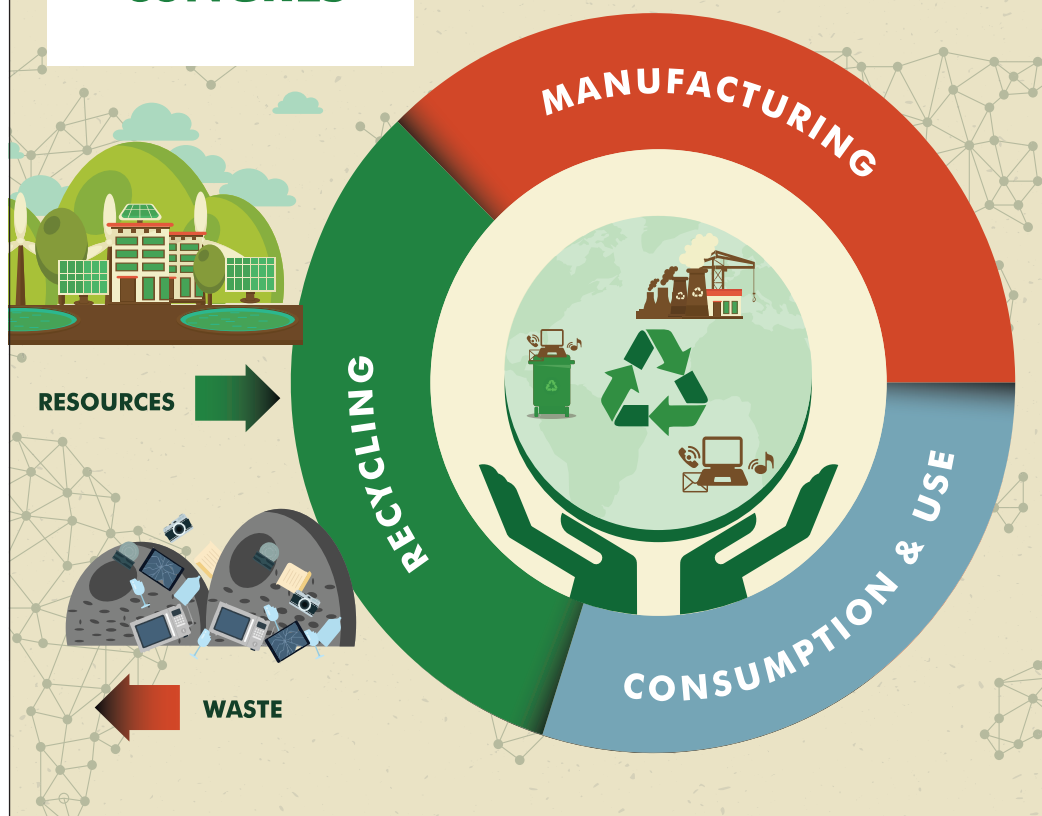 MANUFACTURING
RESOURCES
RECYCLING
CONSUMPTION & USE
WASTE